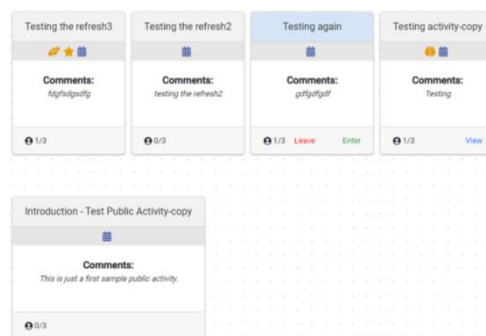 Testing the refresh3
Testing the refresh2
Testing again
Testing activity-copy
Comments:
fdgfsdgsdfg
Comments:
testing the refresh2
Comments:
gdfgdfgdf
Comments:
Testing
1/3
0/3
1/3 Leave Enter
1/3 View
Introduction - Test Public Activity-copy
Comments:
This is just a first sample public activity.
0/3